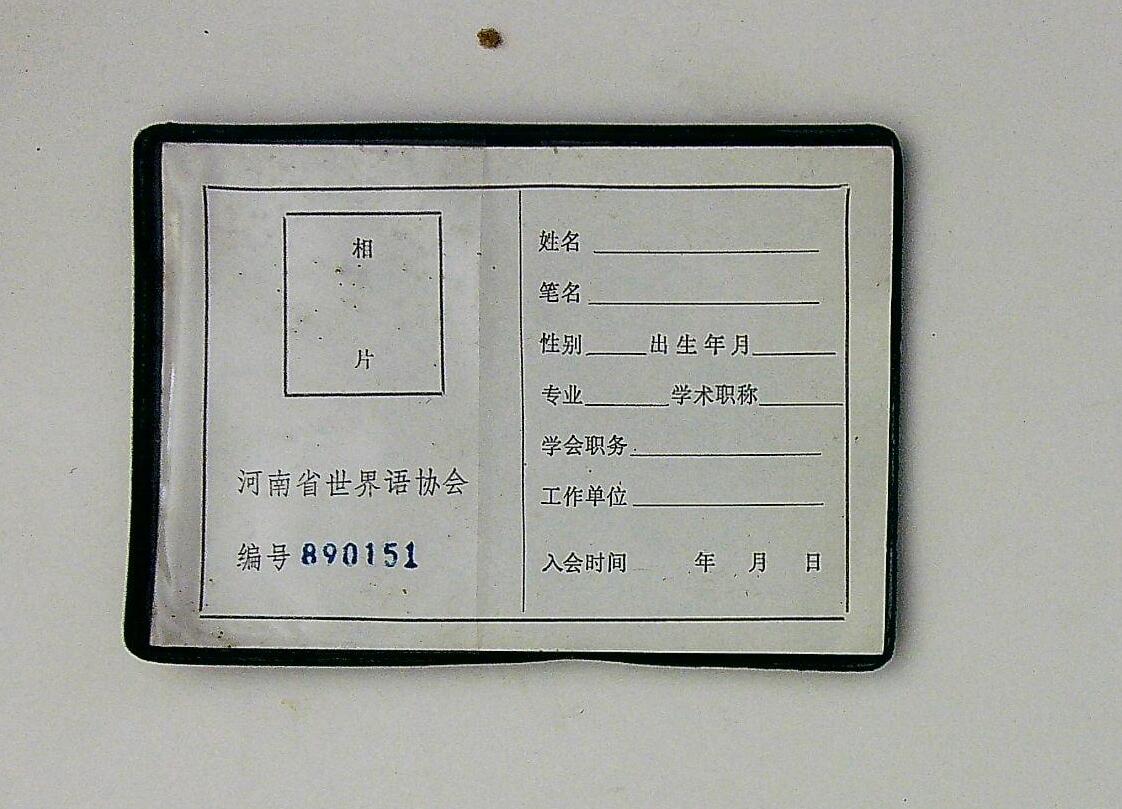 相
片
河南省世界语协会
编号 890151
姓名
笔名
性别 出生年月
专业 学术职称
学会职务
工作单位
入会时间 年 月 日